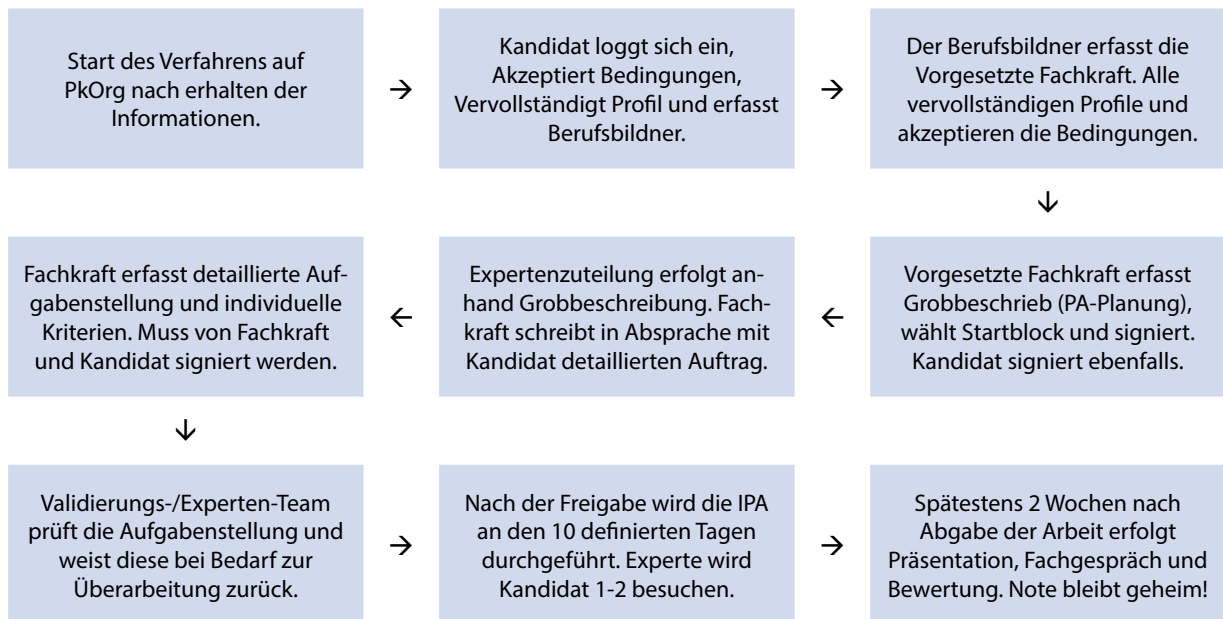 Start des Verfahrens auf
PkOrg nach erhalten der
Informationen.
→
Kandidat loggt sich ein,
Akzeptiert Bedingungen,
Vervollständigt Profil und erfasst
Berufsbildner.
→
Der Berufsbildner erfasst die
Vorgesetzte Fachkraft. Alle
vervollständigen Profile und
akzeptieren die Bedingungen.
↓
Vorgesetzte Fachkraft erfasst
Grobbeschrieb (PA-Planung),
wählt Startblock und signiert.
Kandidat signiert ebenfalls.
←
Expertenzuteilung erfolgt an-
hand Grobbeschreibung. Fach-
kraft schreibt in Absprache mit
Kandidat detaillierten Auftrag.
←
Fachkraft erfasst detaillierte Auf-
gabenstellung und individuelle
Kriterien. Muss von Fachkraft
und Kandidat signiert werden.
↓
Validierungs-/Experten-Team
prüft die Aufgabenstellung und
weist diese bei Bedarf zur
Überarbeitung zurück.
→
Nach der Freigabe wird die IPA
an den 10 definierten Tagen
durchgeführt. Experte wird
Kandidat 1-2 besuchen.
→
Spätestens 2 Wochen nach
Abgabe der Arbeit erfolgt
Präsentation, Fachgespräch und
Bewertung. Note bleibt geheim!